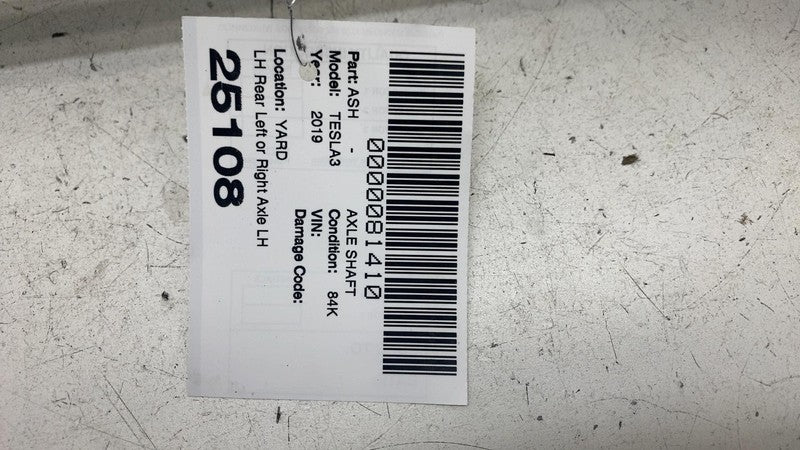 0000081410
Part: ASH - AXLE SHAFT
Model: TESLA3 Condition: 84K
Year: 2019 VIN:
Damage Code:
Location: YARD
LH Rear Left or Right Axle LH
25108